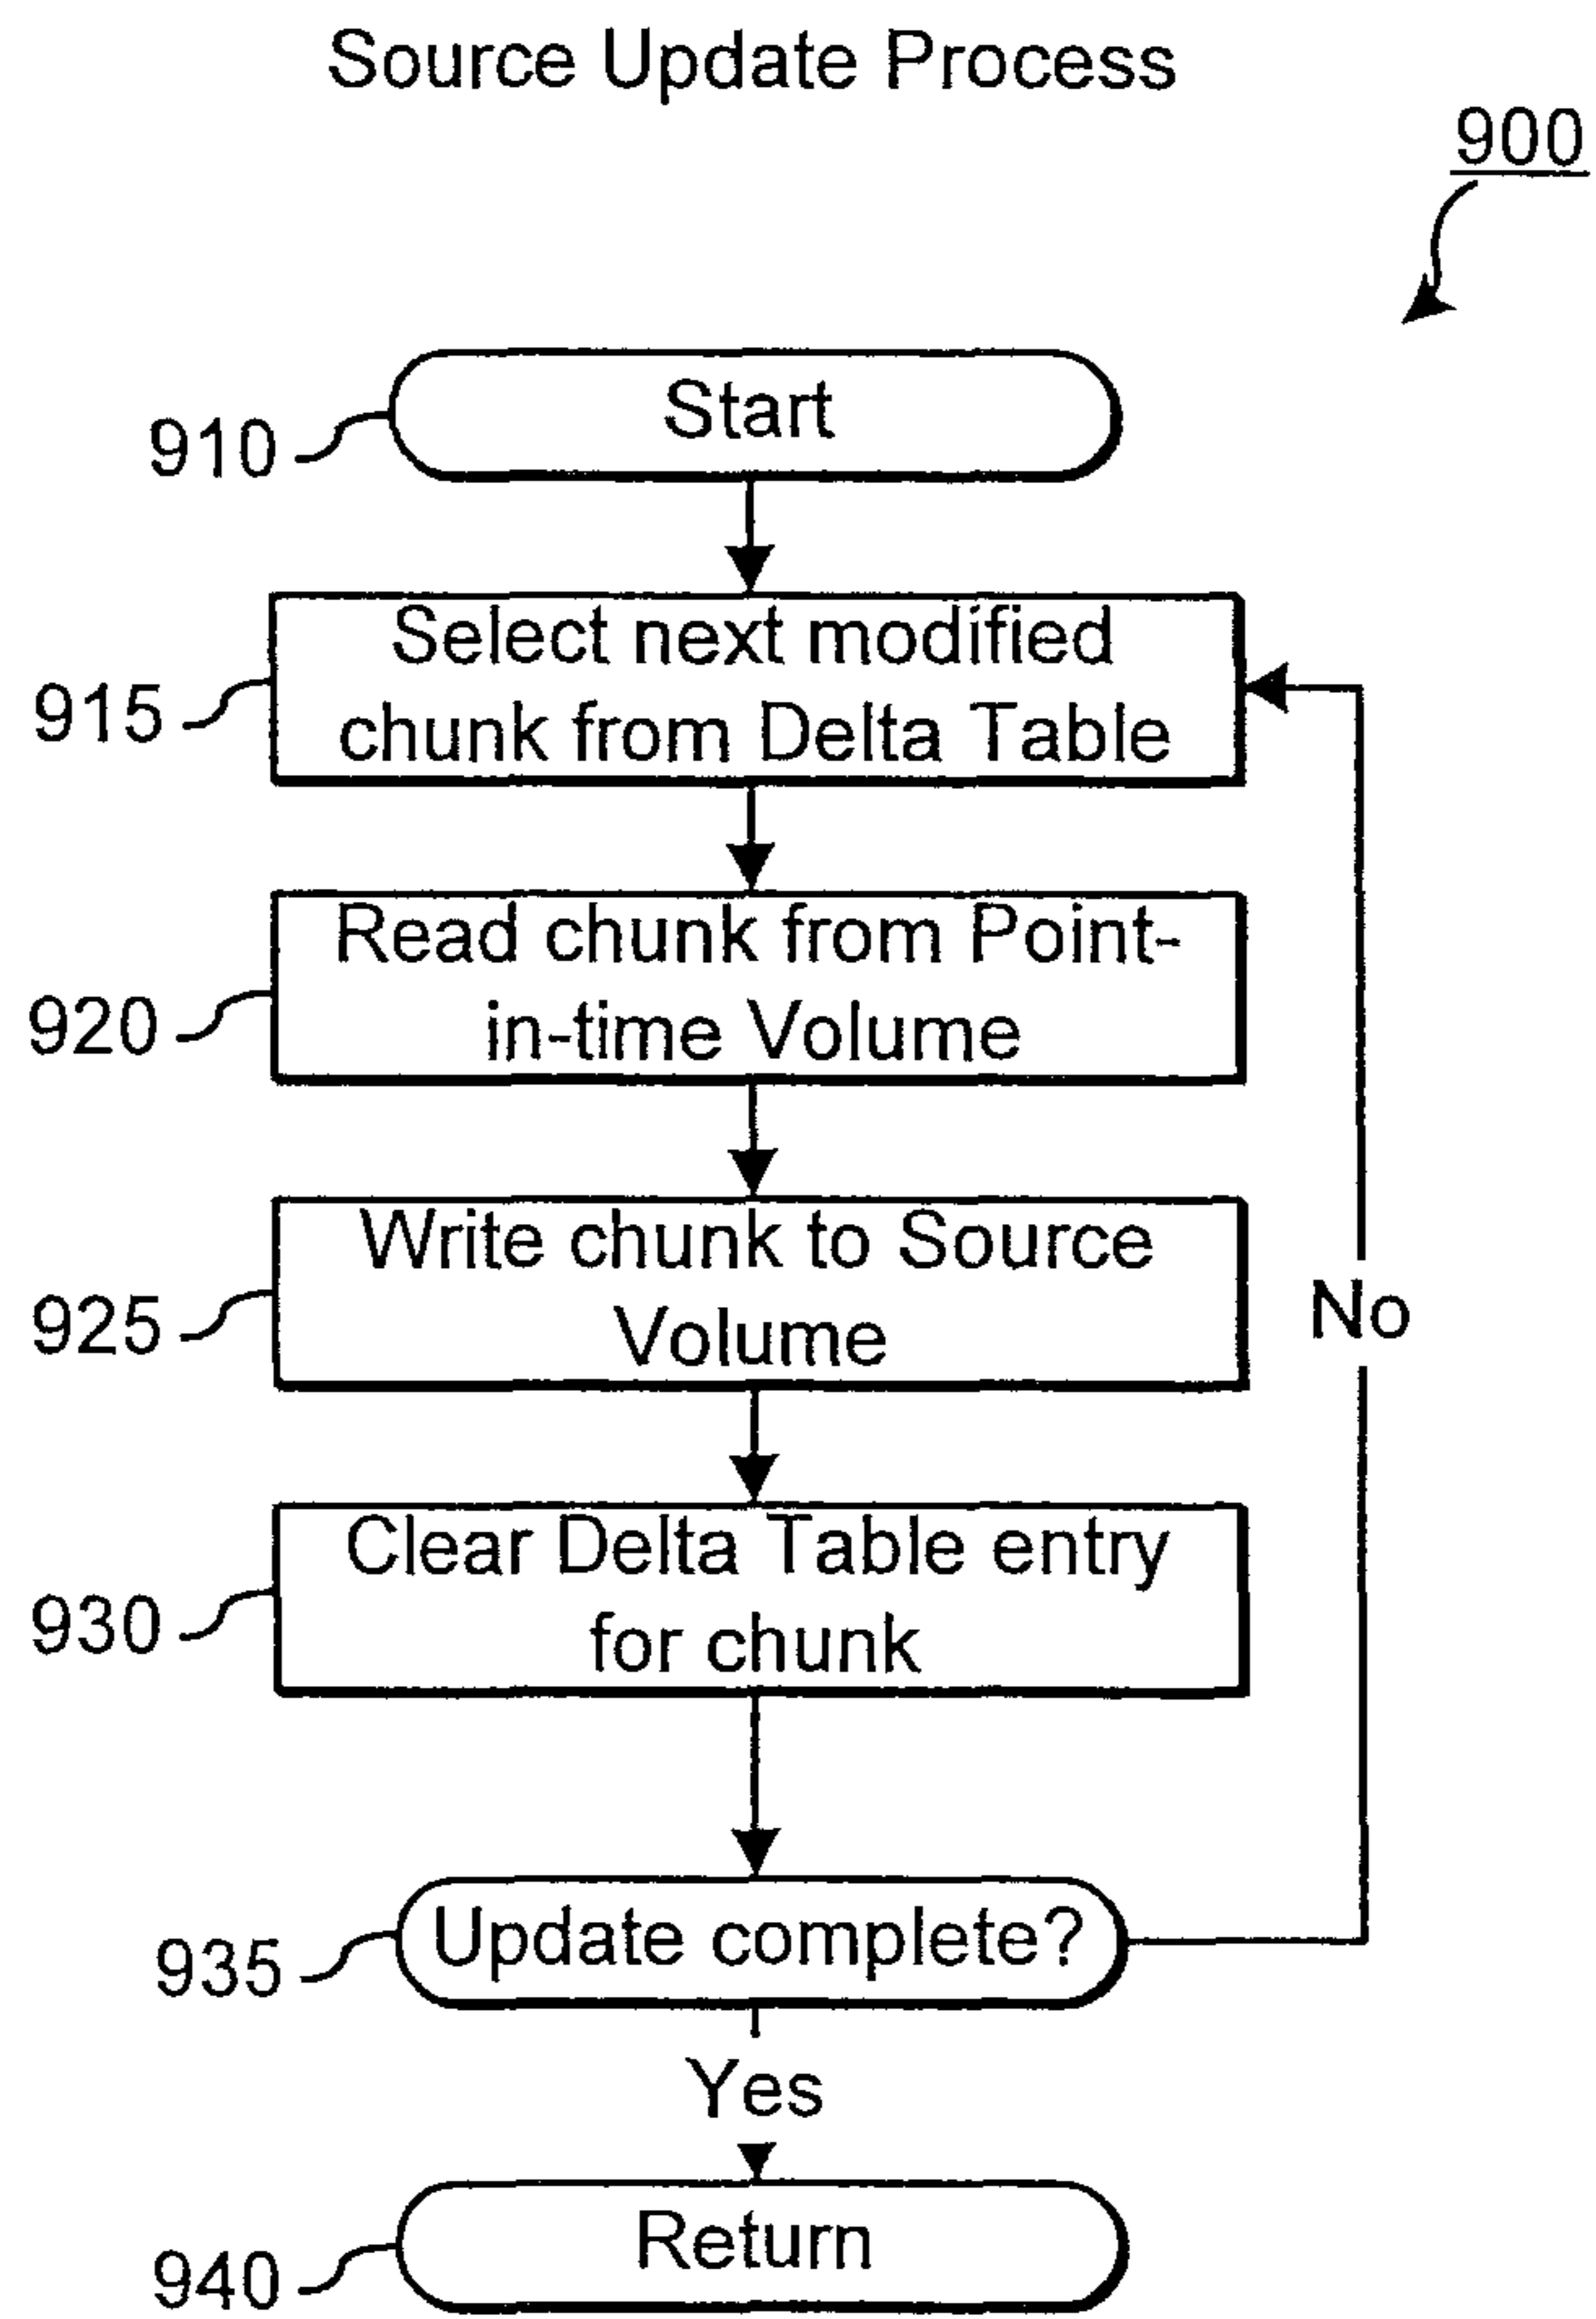 Source Update Process
900
910
Start
915
Select next modified
chunk from Delta Table
920
Read chunk from Point-
in-time Volume
925
Write chunk to Source
Volume
No
930
Clear Delta Table entry
for chunk
935
Update complete?
Yes
940
Return